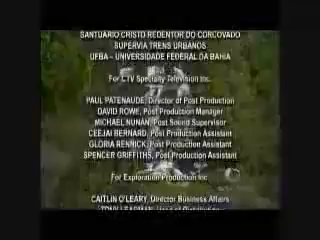 SANTUÁRIO CRISTO REDENTOR DO CORCOVADO
SUPERVIA TRENS URBANOS
UFBA – UNIVERSIDADE FEDERAL DA BAHIA
For CTV Specialty Television Inc.
PAUL PATENAUDE, Director of Post Production
DAVID ROWE, Post Production Manager
MICHAEL NUNAN, Post Sound Supervisor
CEEJAI BERNARD, Post Production Assistant
GLORIA RENNICK, Post Production Assistant
SPENCER GRIFFITHS, Post Production Assistant
For Exploration Production Inc
CAITLIN O'LEARY, Director Business Affairs